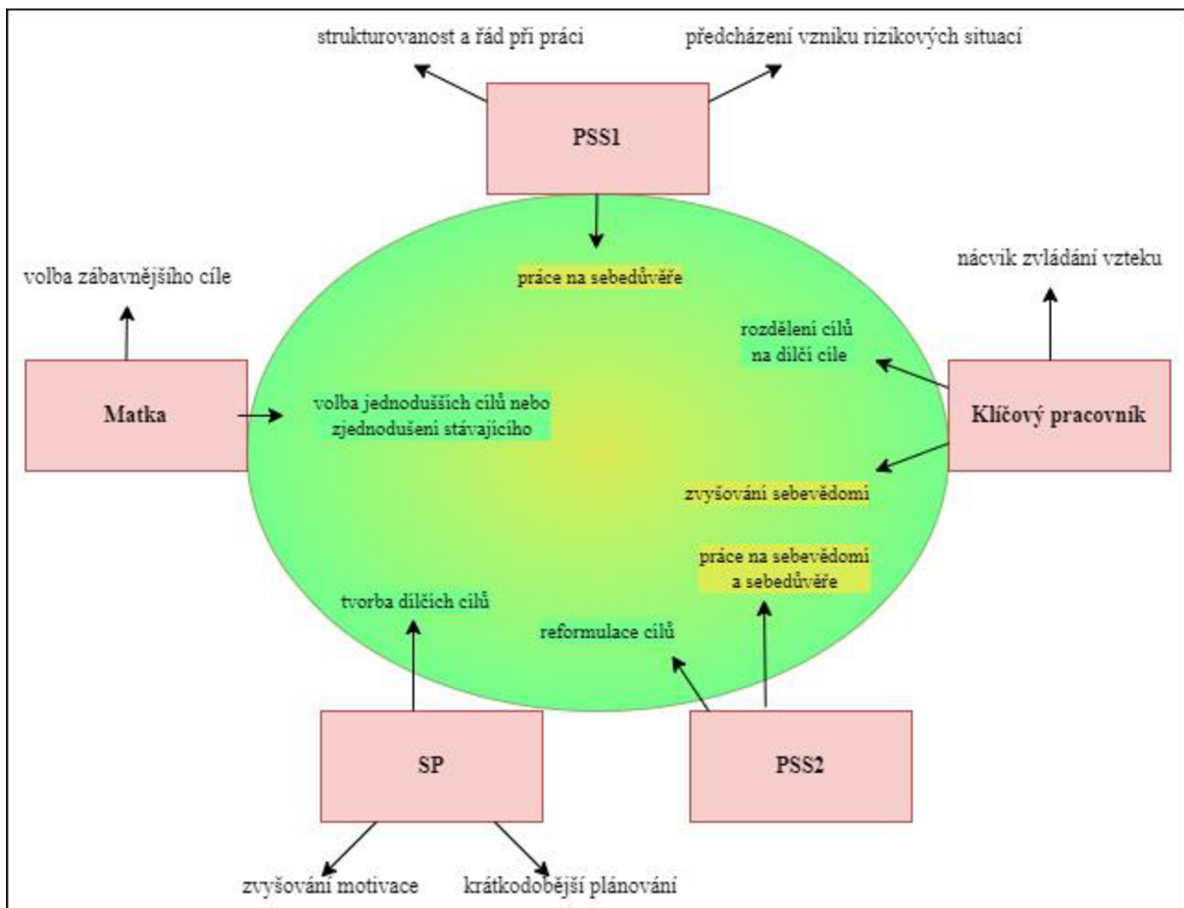 strukturovanost a řád při práci
předcházení vzniku rizikových situací
PSS1
práce na sebedůvěře
volba zábavnějšího cíle
nácvik zvládání vzteku
rozdělení cílů
na dílčí cíle
Matka
volba jednodušších cílů nebo
zjednodušení stávajícího
Klíčový pracovník
zvyšování sebevědomí
práce na sebevědomí
a sebedůvěře
tvorba dílčích cílů
reformulace cílů
SP
PSS2
zvyšování motivace
krátkodobější plánování